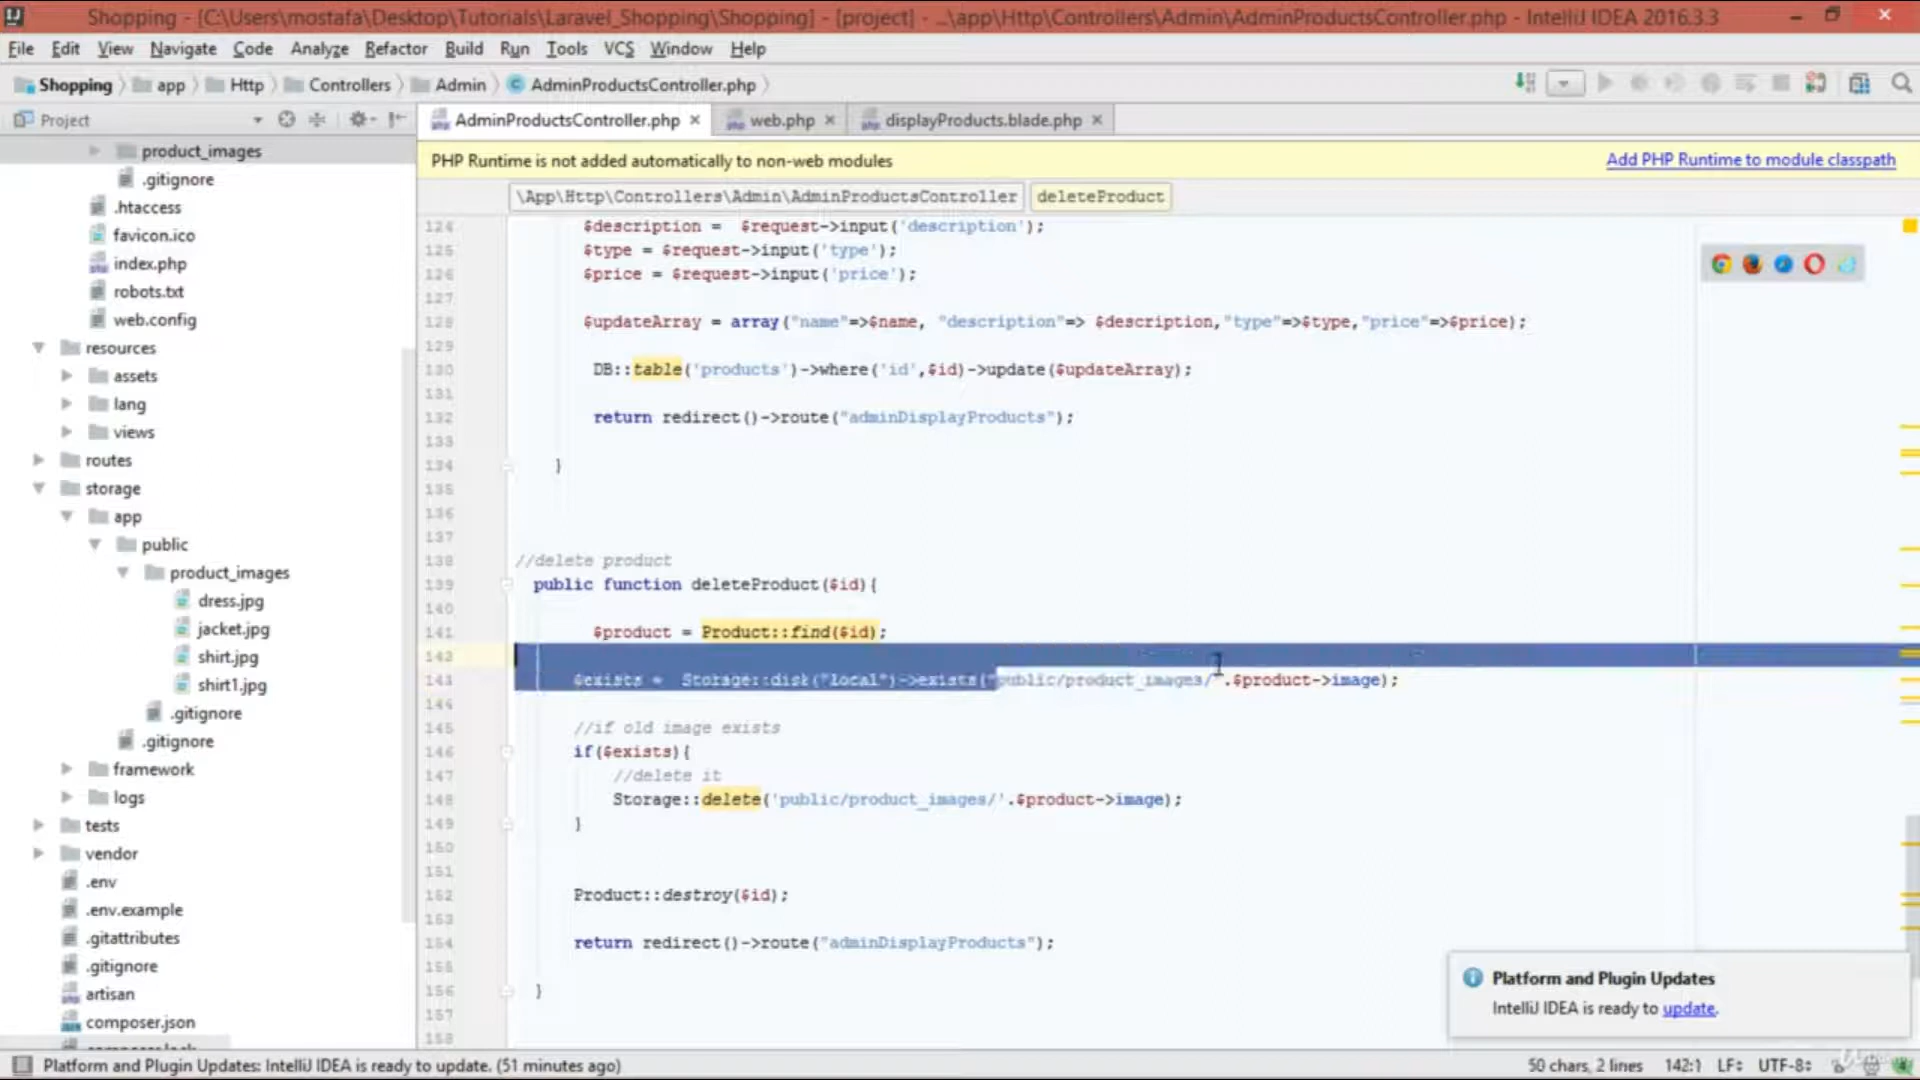 Shopping - [C:\Users\mostafa\Desktop\Tutorials\Laravel_Shopping\Shopping] - [project] - ...\app\Http\Controllers\Admin\AdminProductsController.php - IntelliJ IDEA 2016.3.3
File Edit View Navigate Code Analyze Refactor Build Run Tools VCS Window Help
Shopping app Http Controllers Admin AdminProductsController.php
Project
AdminProductsController.php web.php displayProducts.blade.php
PHP Runtime is not added automatically to non-web modules Add PHP Runtime to module classpath
\App\Http\Controllers\Admin\AdminProductsController deleteProduct
product_images
.gitignore
.htaccess
favicon.ico
index.php
robots.txt
web.config
resources
assets
lang
views
routes
storage
app
public
product_images
dress.jpg
jacket.jpg
shirt.jpg
shirt1.jpg
.gitignore
.gitignore
framework
logs
tests
vendor
.env
.env.example
.gitattributes
.gitignore
artisan
composer.json
124 $description = $request->input('description');
125 $type = $request->input('type');
126 $price = $request->input('price');
127
128 $updateArray = array("name"=>$name, "description"=> $description,"type"=>$type,"price"=>$price);
129
130 DB::table('products')->where('id',$id)->update($updateArray);
131
132 return redirect()->route("adminDisplayProducts");
133
134 }
135
136
137
138 //delete product
139 public function deleteProduct($id){
140
141 $product = Product::find($id);
142
143 $exists = Storage::disk("local")->exists("public/product_images/".$product->image);
144
145 //if old image exists
146 if($exists){
147 //delete it
148 Storage::delete('public/product_images/'.$product->image);
149 }
150
151
152 Product::destroy($id);
153
154 return redirect()->route("adminDisplayProducts");
155
156 }
157
158
Platform and Plugin Updates
IntelliJ IDEA is ready to update.
Platform and Plugin Updates: IntelliJ IDEA is ready to update. (51 minutes ago) 50 chars, 2 lines 142:1 LF÷ UTF-8÷